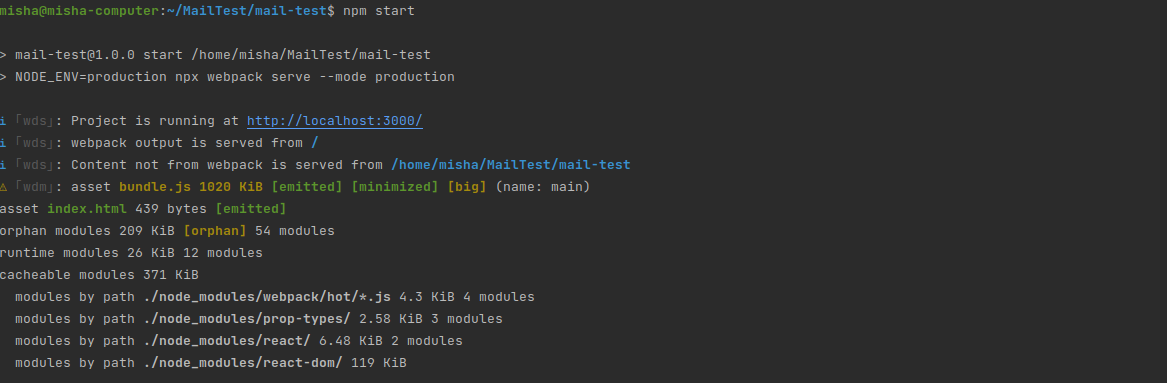 misha@misha-computer:~/MailTest/mail-test$ npm start
> mail-test@1.0.0 start /home/misha/MailTest/mail-test
> NODE_ENV=production npx webpack serve --mode production
i ｢wds｣: Project is running at http://localhost:3000/
i ｢wds｣: webpack output is served from /
i ｢wds｣: Content not from webpack is served from /home/misha/MailTest/mail-test
⚠ ｢wdm｣: asset bundle.js 1020 KiB [emitted] [minimized] [big] (name: main)
asset index.html 439 bytes [emitted]
orphan modules 209 KiB [orphan] 54 modules
runtime modules 26 KiB 12 modules
cacheable modules 371 KiB
modules by path ./node_modules/webpack/hot/*.js 4.3 KiB 4 modules
modules by path ./node_modules/prop-types/ 2.58 KiB 3 modules
modules by path ./node_modules/react/ 6.48 KiB 2 modules
modules by path ./node_modules/react-dom/ 119 KiB